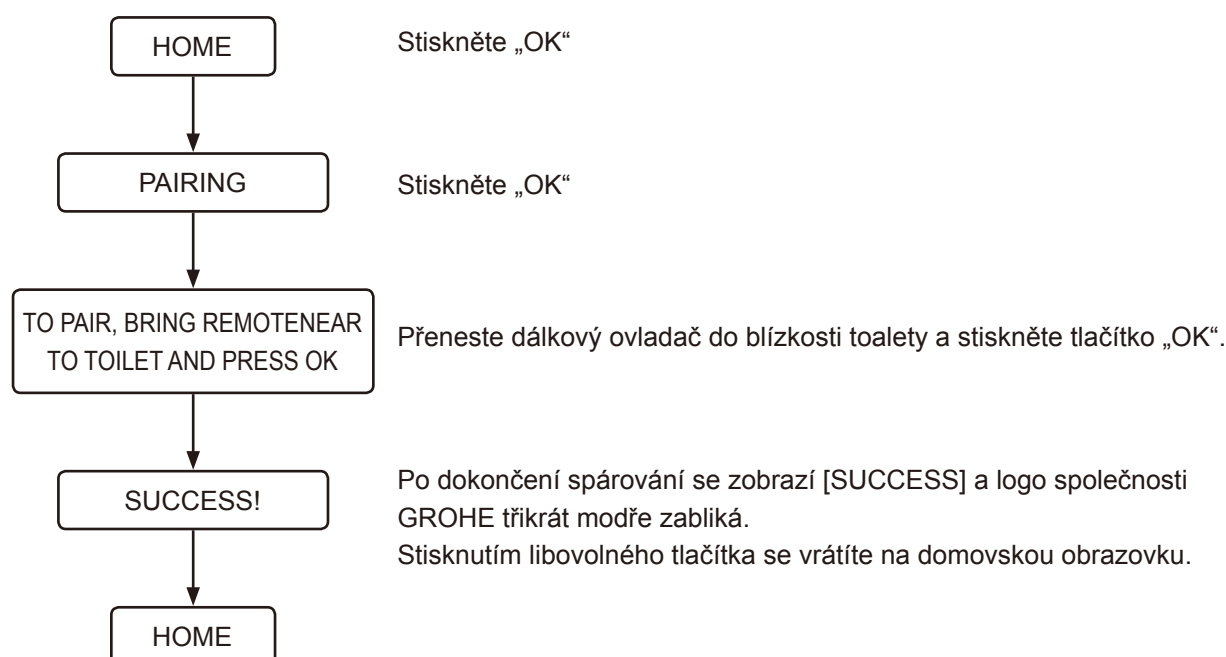 HOME
Stiskněte „OK“
PAIRING
Stiskněte „OK“
TO PAIR, BRING REMOTENEAR
TO TOILET AND PRESS OK
Přeneste dálkový ovladač do blízkosti toalety a stiskněte tlačítko „OK“.
SUCCESS!
Po dokončení spárování se zobrazí [SUCCESS] a logo společnosti
GROHE třikrát modře zabliká.
Stisknutím libovolného tlačítka se vrátíte na domovskou obrazovku.
HOME